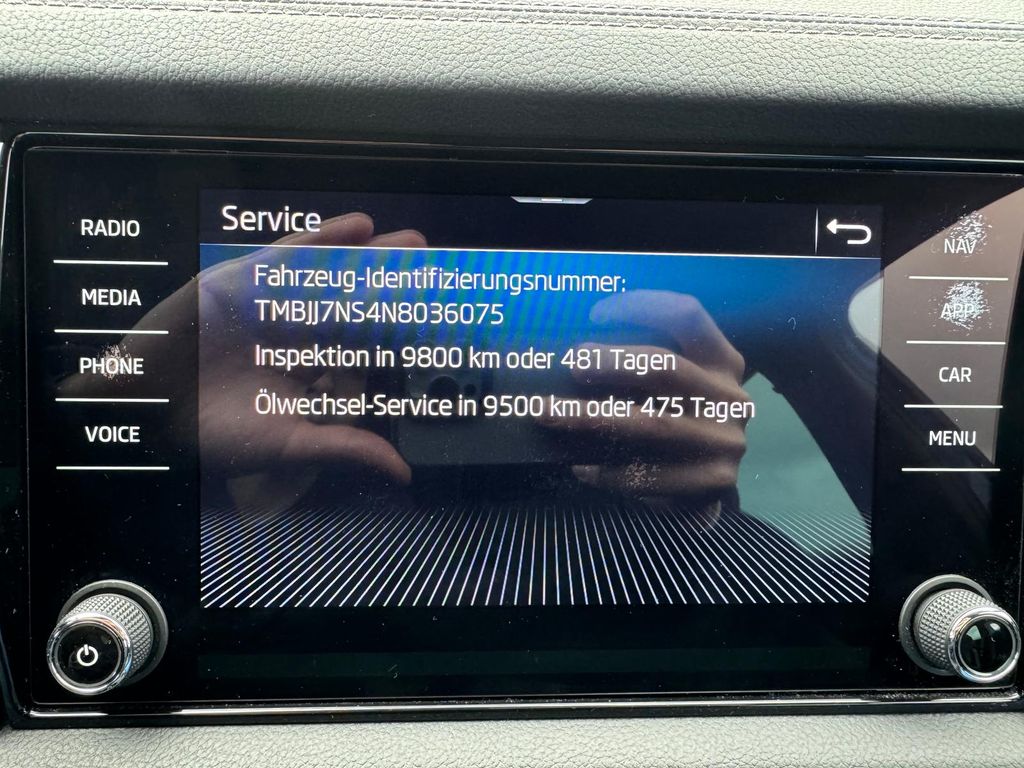 Service
RADIO
MEDIA
PHONE
VOICE
Fahrzeug-Identifizierungsnummer:
TMBJJ7NS4N8036075
Inspektion in 9800 km oder 481 Tagen
Ölwechsel-Service in 9500 km oder 475 Tagen
NAV
APP
CAR
MENU